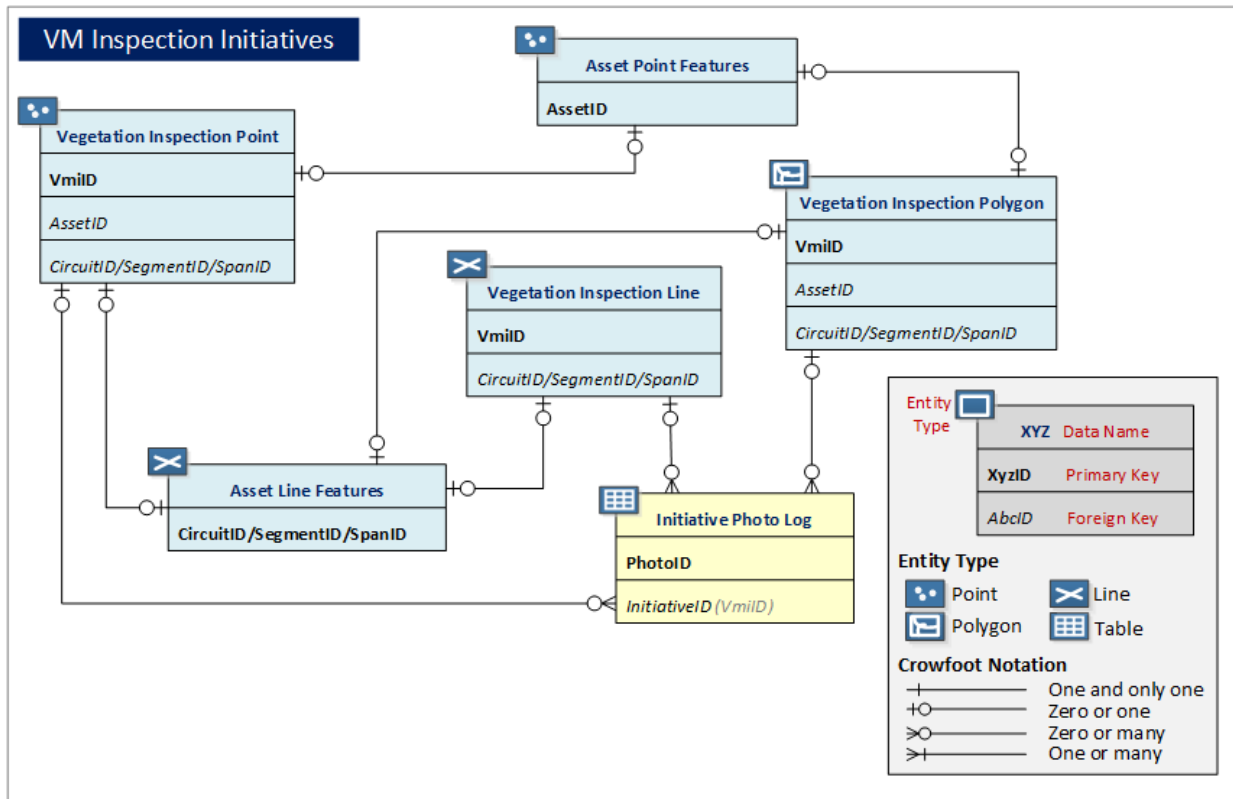 VM Inspection Initiatives
Asset Point Features
AssetID
Vegetation Inspection Point
VmiID
AssetID
CircuitID/SegmentID/SpanID
Vegetation Inspection Polygon
VmiID
AssetID
CircuitID/SegmentID/SpanID
Vegetation Inspection Line
VmiID
CircuitID/SegmentID/SpanID
Asset Line Features
CircuitID/SegmentID/SpanID
Initiative Photo Log
PhotoID
InitiativeID (VmiID)
Entity
Type
XYZ Data Name
XyzID Primary Key
AbcID Foreign Key
Entity Type
Point Line
Polygon Table
Crowfoot Notation
One and only one
Zero or one
Zero or many
One or many